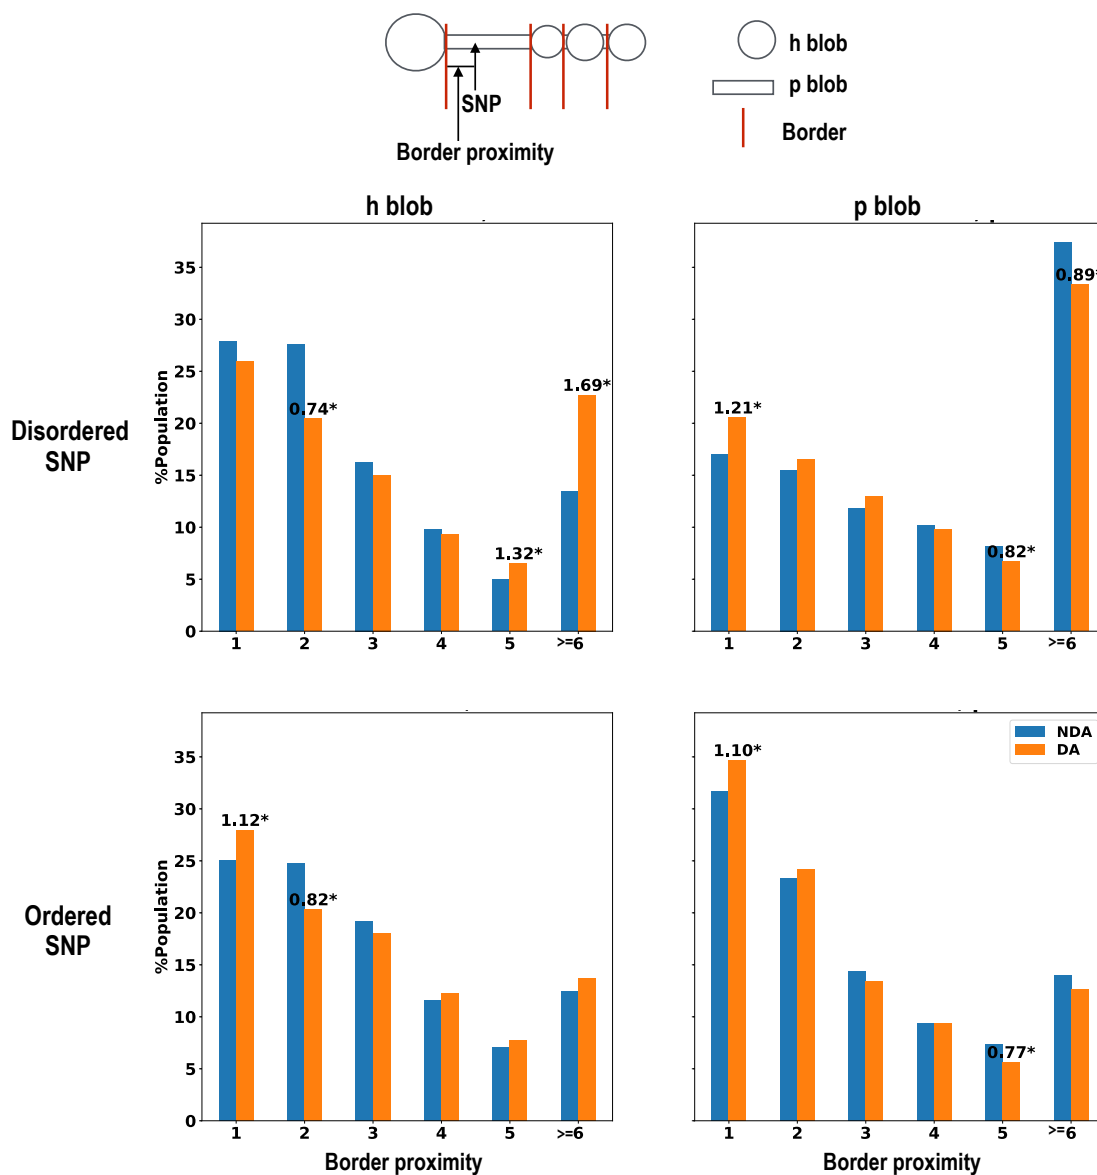 h blob
p blob
SNP
Border
Border proximity
h blob
p blob
Disordered
SNP
%Population
35
30
25
20
15
10
5
0
0.74*
1.32*
1.69*
1
2
3
4
5
>=6
1.21*
0.82*
0.89*
1
2
3
4
5
>=6
Ordered
SNP
%Population
35
30
25
20
15
10
5
0
1.12*
0.82*
1
2
3
4
5
>=6
Border proximity
NDA
DA
1.10*
0.77*
1
2
3
4
5
>=6
Border proximity